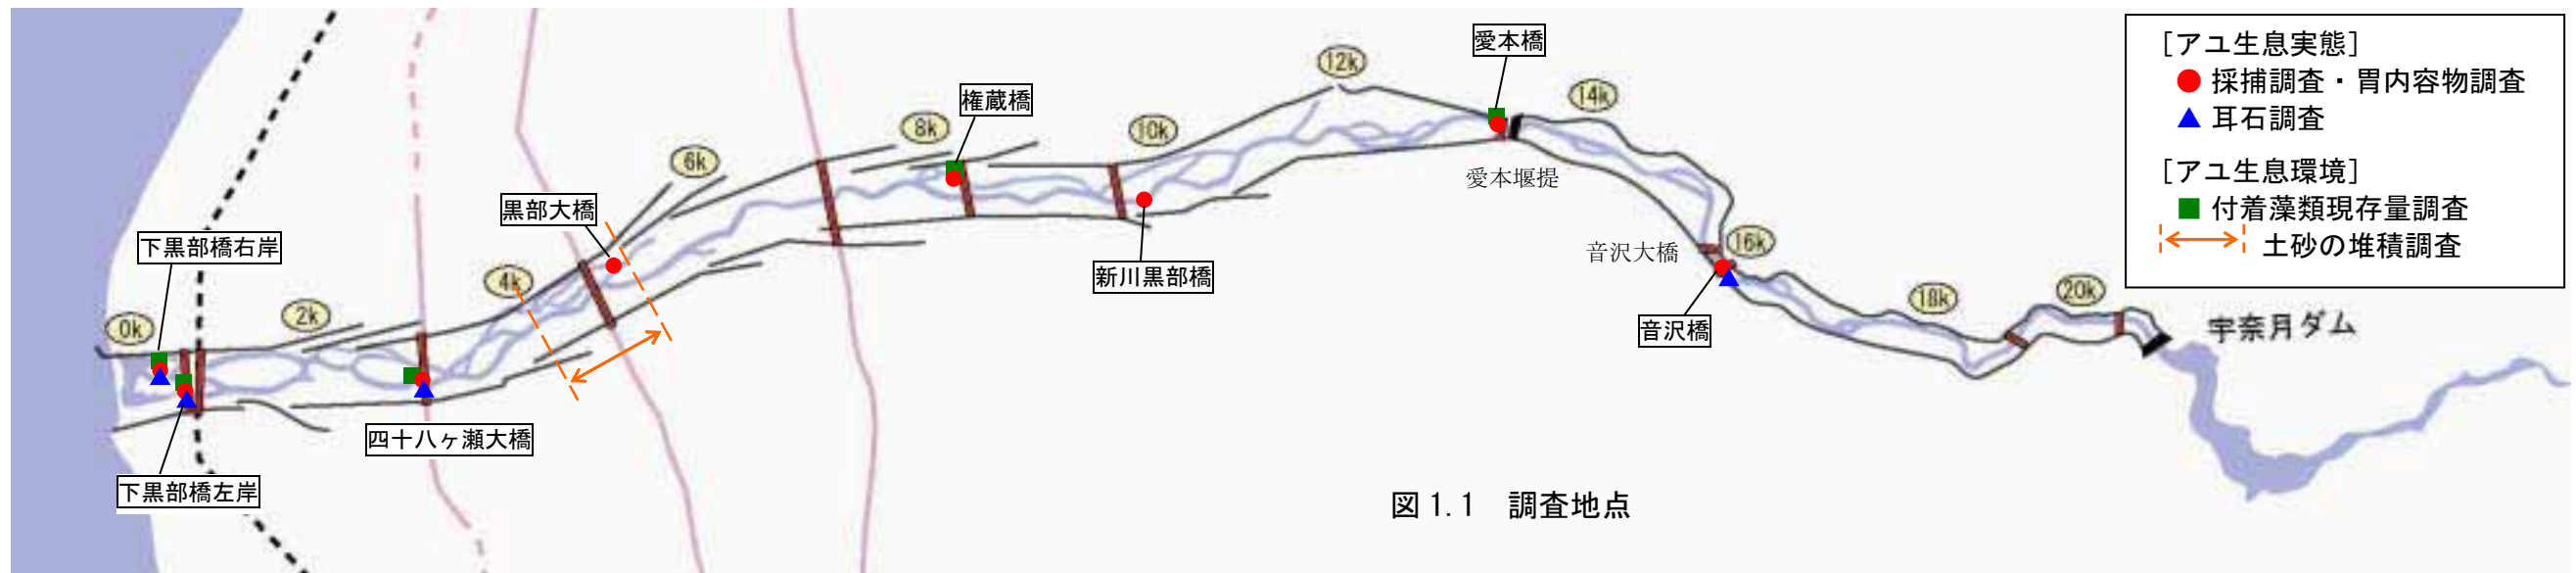 ［アユ生息実態］
採捕調査・胃内容物調査
耳石調査
［アユ生息環境］
付着藻類現存量調査
土砂の堆積調査
愛本橋
12k
14k
権蔵橋
8k
10k
6k
愛本堰提
黒部大橋
下黒部橋右岸
音沢大橋
16k
新川黒部橋
4k
18k
20k
0k
2k
宇奈月ダム
音沢橋
四十八ヶ瀬大橋
下黒部橋左岸
図 1.1　調査地点